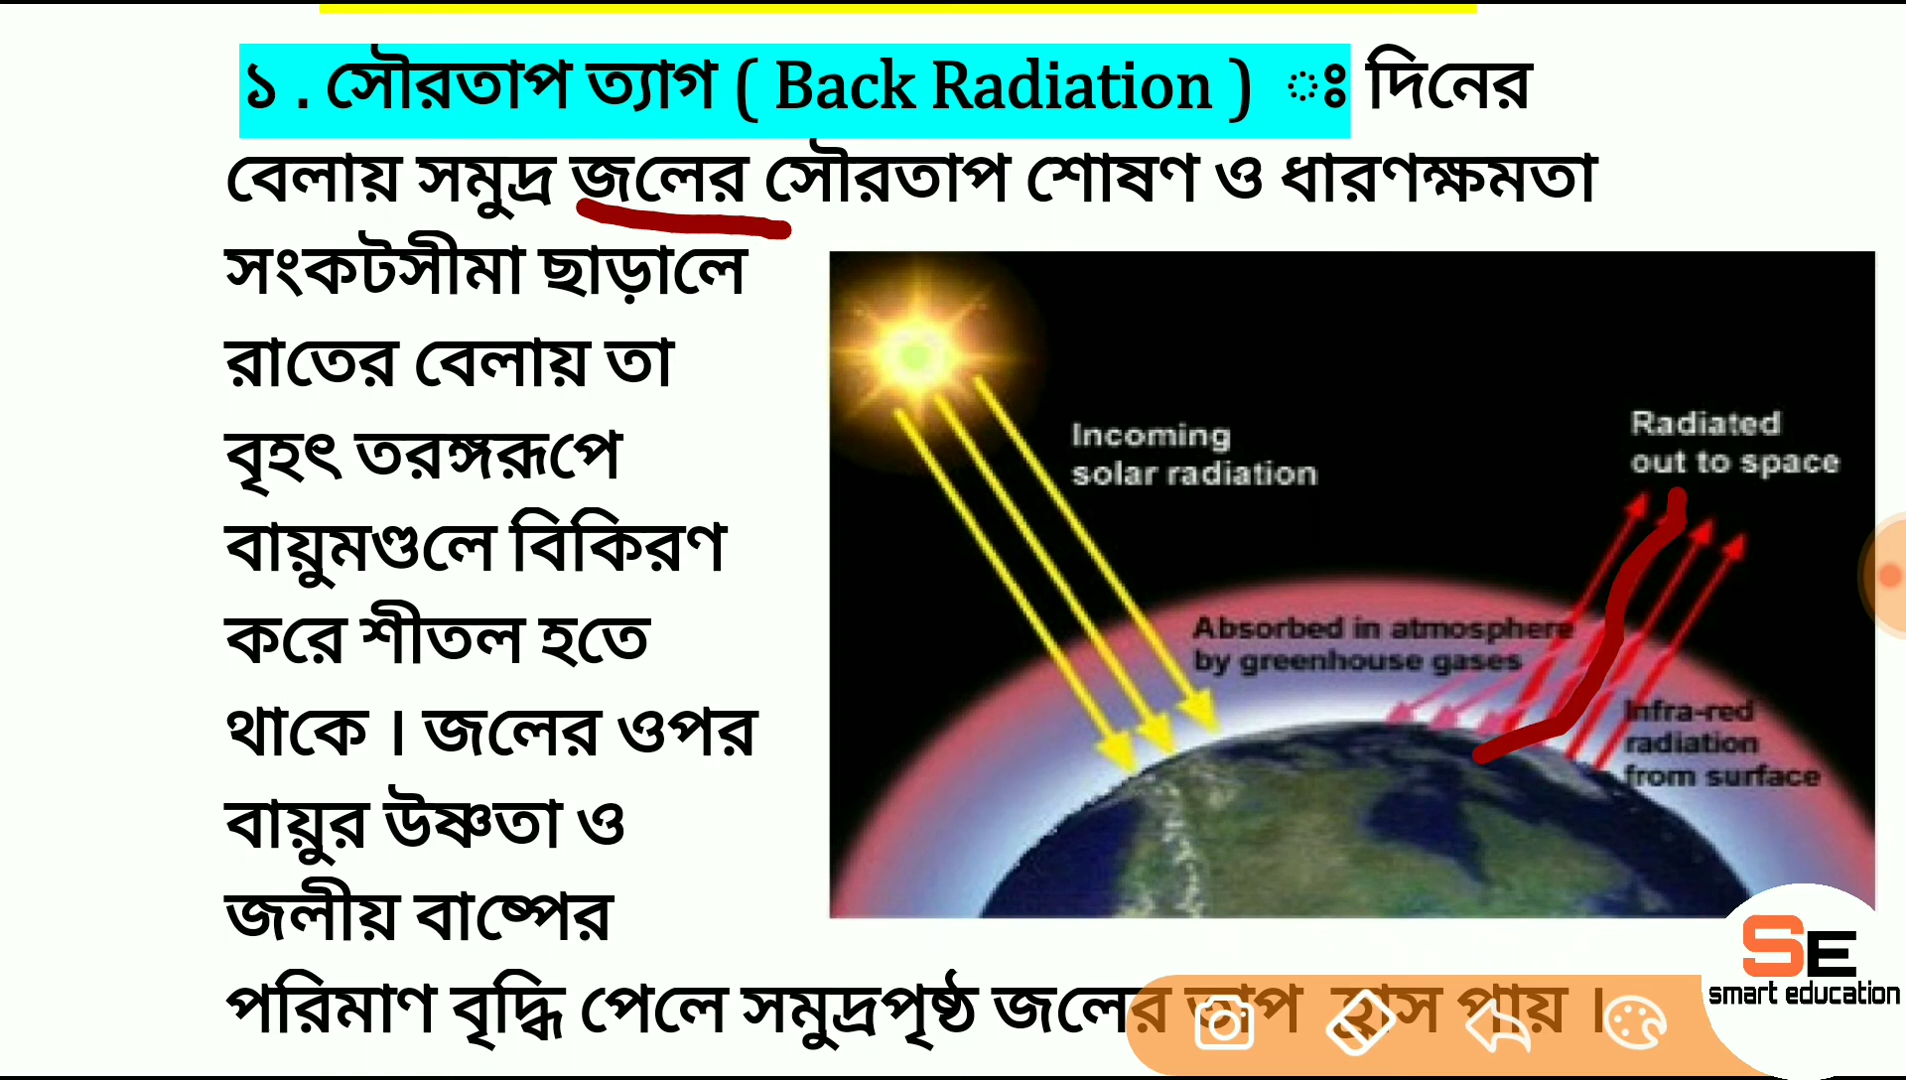 ১ . সৌরতাপ ত্যাগ ( Back Radiation ) ঃ দিনের
বেলায় সমুদ্র জলের সৌরতাপ শোষণ ও ধারণক্ষমতা
সংকটসীমা ছাড়ালে
রাতের বেলায় তা
বৃহৎ তরঙ্গরূপে
বায়ুমণ্ডলে বিকিরণ
করে শীতল হতে
থাকে । জলের ওপর
বায়ুর উষ্ণতা ও
জলীয় বাষ্পের
পরিমাণ বৃদ্ধি পেলে সমুদ্রপৃষ্ঠ জলের তাপ হ্রাস পায় ।
Incoming
solar radiation
Radiated
out to space
Absorbed in atmosphere
by greenhouse gases
Infra-red
radiation
from surface
SE
smart education